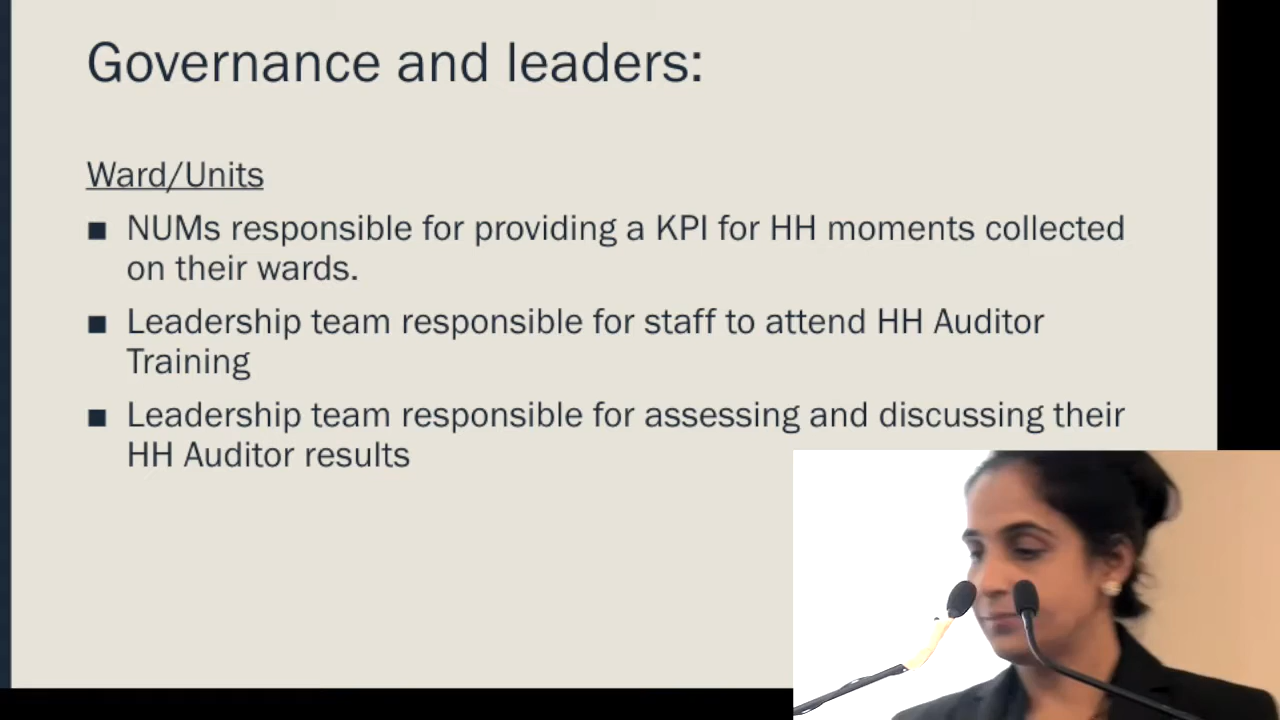 Governance and leaders:
Ward/Units
■ NUMs responsible for providing a KPI for HH moments collected
on their wards.
■ Leadership team responsible for staff to attend HH Auditor
Training
■ Leadership team responsible for assessing and discussing their
HH Auditor results